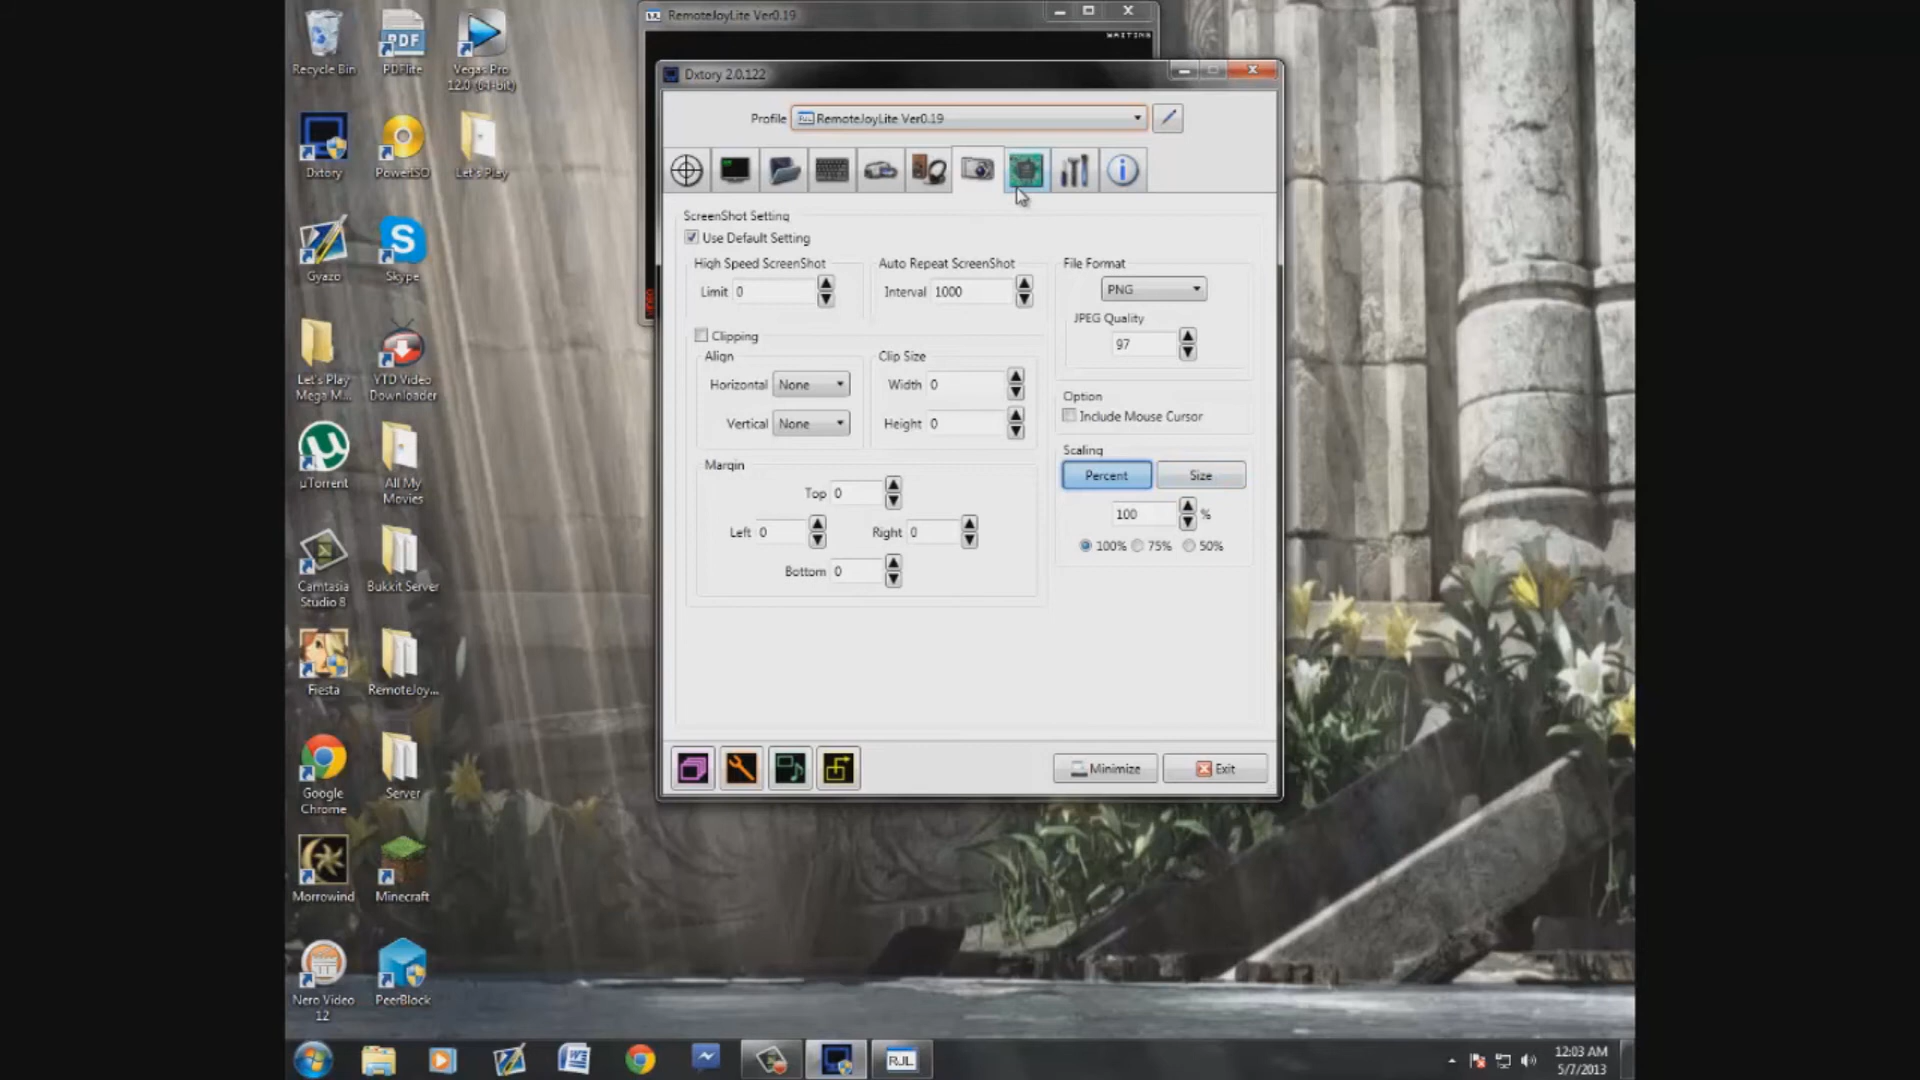 RemoteJoyLite Ver0.19
WAITING
Dxtory 2.0.122
Profile
RemoteJoyLite Ver0.19
ScreenShot Setting
Use Default Setting
High Speed ScreenShot
Limit 0
Auto Repeat ScreenShot
Interval 1000
File Format
PNG
JPEG Quality
97
Clipping
Align
Horizontal None
Vertical None
Clip Size
Width 0
Height 0
Option
Include Mouse Cursor
Scaling
Percent Size
100 %
100% 75% 50%
Margin
Top 0
Left 0 Right 0
Bottom 0
Minimize Exit
Recycle Bin
PDF
PDFlite
Vegas Pro
12.0 (64-bit)
Dxtory
PowerISO
Let's Play
Gyazo
Skype
Let's Play
Mega M...
YTD Video
Downloader
µTorrent
All My
Movies
Camtasia
Studio 8
Bukkit Server
Fiesta
RemoteJoy...
Google
Chrome
Server
Morrowind
Minecraft
Nero Video
12
PeerBlock
RJL
12:03 AM
5/7/2013